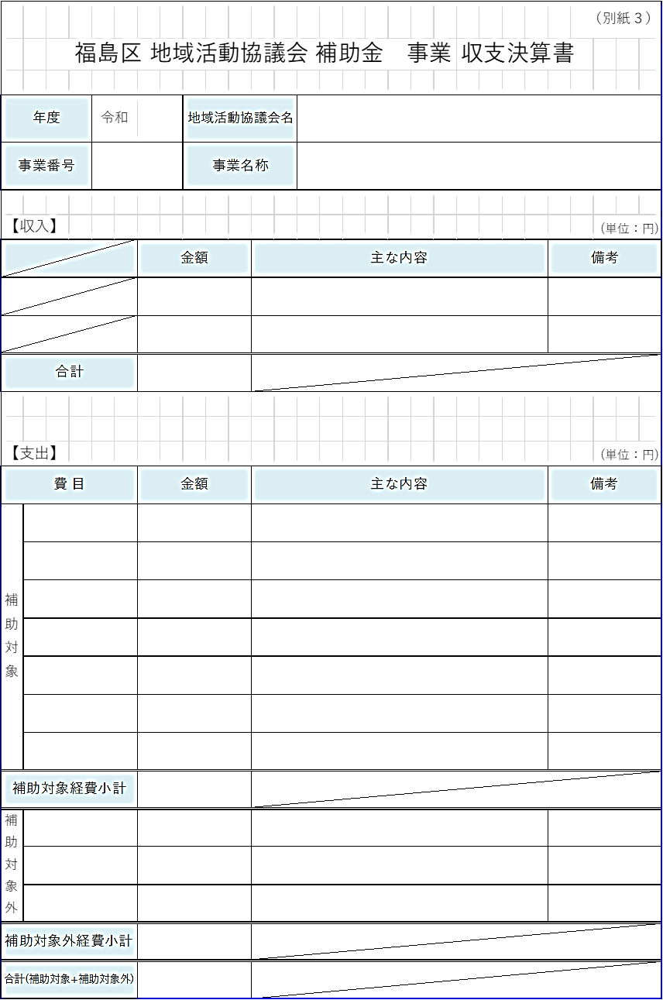 （別紙３）
福島区 地域活動協議会 補助金　事業 収支決算書
年度 令和 地域活動協議会名
事業番号 事業名称
【収入】 (単位：円)
金額 主な内容 備考
合計
【支出】 (単位：円)
費 目 金額 主な内容 備考
補助対象
補助対象経費小計
補助対象外
補助対象外経費小計
合計(補助対象+補助対象外)